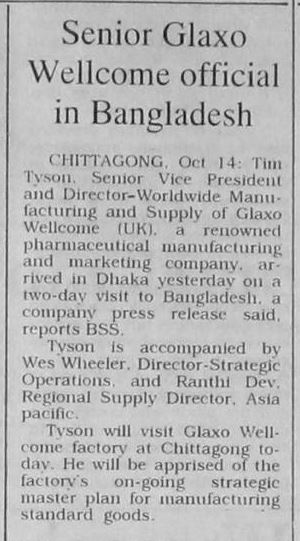 Senior Glaxo
Wellcome official
in Bangladesh
CHITTAGONG, Oct 14: Tim
Tyson, Senior Vice President
and Director-Worldwide Manu-
facturing and Supply of Glaxo
Wellcome (UK), a renowned
pharmaceutical manufacturing
and marketing company, ar-
rived in Dhaka yesterday on a
two-day visit to Bangladesh, a
company press release said,
reports BSS.
Tyson is accompanied by
Wes Wheeler, Director-Strategic
Operations, and Ranthi Dev,
Regional Supply Director, Asia
pacific.
Tyson will visit Glaxo Well-
come factory at Chittagong to-
day. He will be apprised of the
factory's on-going strategic
master plan for manufacturing
standard goods.